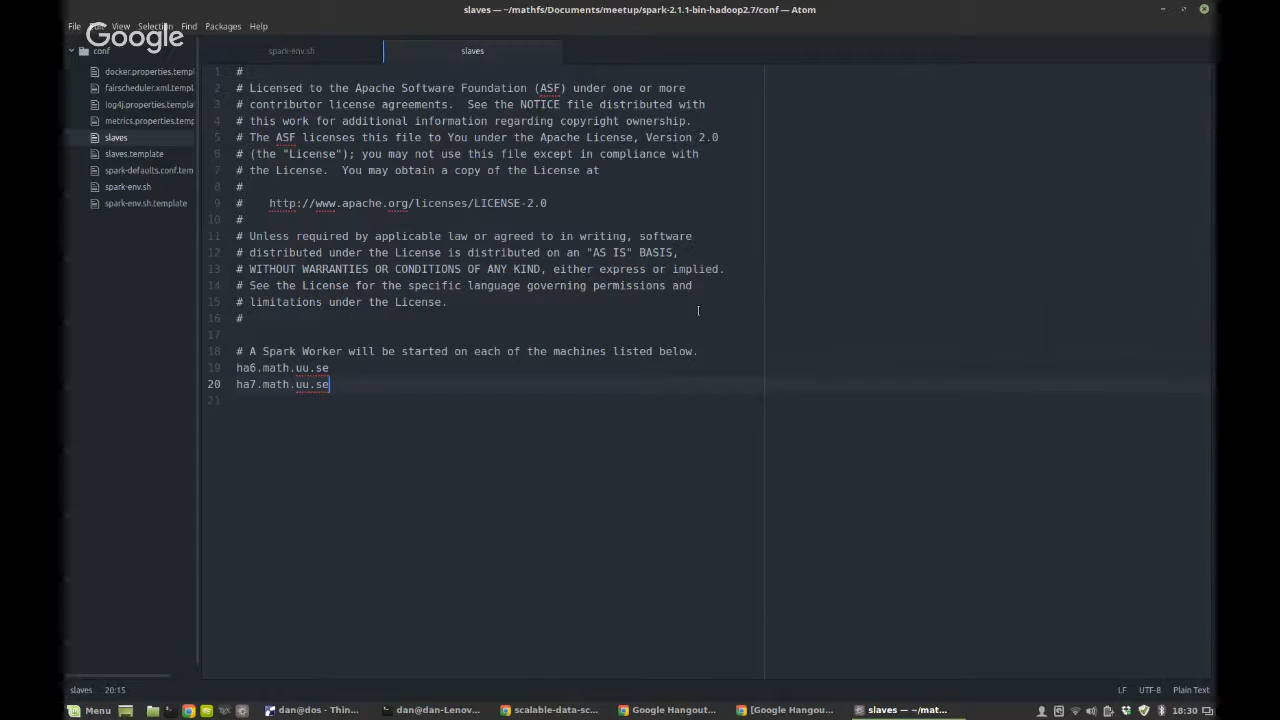 slaves — ~/mathfs/Documents/meetup/spark-2.1.1-bin-hadoop2.7/conf — Atom
File Edit View Selection Find Packages Help
Google
conf
spark-env.sh
slaves
docker.properties.templ
fairscheduler.xml.templ
log4j.properties.templa
metrics.properties.temp
slaves
slaves.template
spark-defaults.conf.tem
spark-env.sh
spark-env.sh.template
1 #
2 # Licensed to the Apache Software Foundation (ASF) under one or more
3 # contributor license agreements.  See the NOTICE file distributed with
4 # this work for additional information regarding copyright ownership.
5 # The ASF licenses this file to You under the Apache License, Version 2.0
6 # (the "License"); you may not use this file except in compliance with
7 # the License.  You may obtain a copy of the License at
8 #
9 #    http://www.apache.org/licenses/LICENSE-2.0
10 #
11 # Unless required by applicable law or agreed to in writing, software
12 # distributed under the License is distributed on an "AS IS" BASIS,
13 # WITHOUT WARRANTIES OR CONDITIONS OF ANY KIND, either express or implied.
14 # See the License for the specific language governing permissions and
15 # limitations under the License.
16 #
17
18 # A Spark Worker will be started on each of the machines listed below.
19 ha6.math.uu.se
20 ha7.math.uu.se
21
slaves 20:15
LF UTF-8 Plain Text
Menu dan@dos - Thin... dan@dan-Lenov... scalable-data-sc... Google Hangout... [Google Hangou... slaves — ~/mat... 18:30